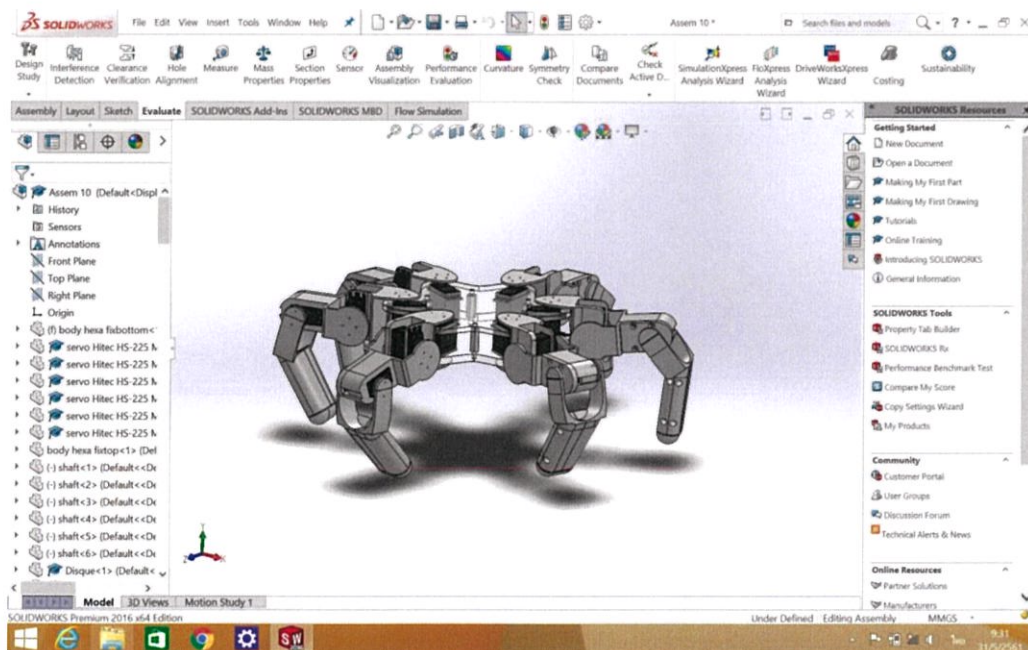 SOLIDWORKS File Edit View Insert Tools Window Help Assem 10 * Search files and models
Design Study
Interference Detection
Clearance Verification
Hole Alignment
Measure
Mass Properties
Section Properties
Sensor
Assembly Visualization
Performance Evaluation
Curvature
Symmetry Check
Compare Documents
Check Active D...
SimulationXpress Analysis Wizard
FloXpress Analysis Wizard
DriveWorksXpress Wizard
Costing
Sustainability
Assembly Layout Sketch Evaluate SOLIDWORKS Add-Ins SOLIDWORKS MBD Flow Simulation
Assem 10 (Default<Displ
History
Sensors
Annotations
Front Plane
Top Plane
Right Plane
Origin
(f) body hexa fixbottom<
servo Hitec HS-225 M
servo Hitec HS-225 M
servo Hitec HS-225 M
servo Hitec HS-225 M
servo Hitec HS-225 M
servo Hitec HS-225 M
body hexa fixtop<1> (Def
(-) shaft<1> (Default<<De
(-) shaft<2> (Default<<De
(-) shaft<3> (Default<<De
(-) shaft<4> (Default<<De
(-) shaft<5> (Default<<De
(-) shaft<6> (Default<<De
Disque<1> (Default<
SOLIDWORKS Resources
Getting Started
New Document
Open a Document
Making My First Part
Making My First Drawing
Tutorials
Online Training
Introducing SOLIDWORKS
General Information
SOLIDWORKS Tools
Property Tab Builder
SOLIDWORKS Rx
Performance Benchmark Test
Compare My Score
Copy Settings Wizard
My Products
Community
Customer Portal
User Groups
Discussion Forum
Technical Alerts & News
Online Resources
Partner Solutions
Manufacturers
Model 3D Views Motion Study 1
SOLIDWORKS Premium 2016 x64 Edition Under Defined Editing Assembly MMGS
SW
9:31
31/5/2561